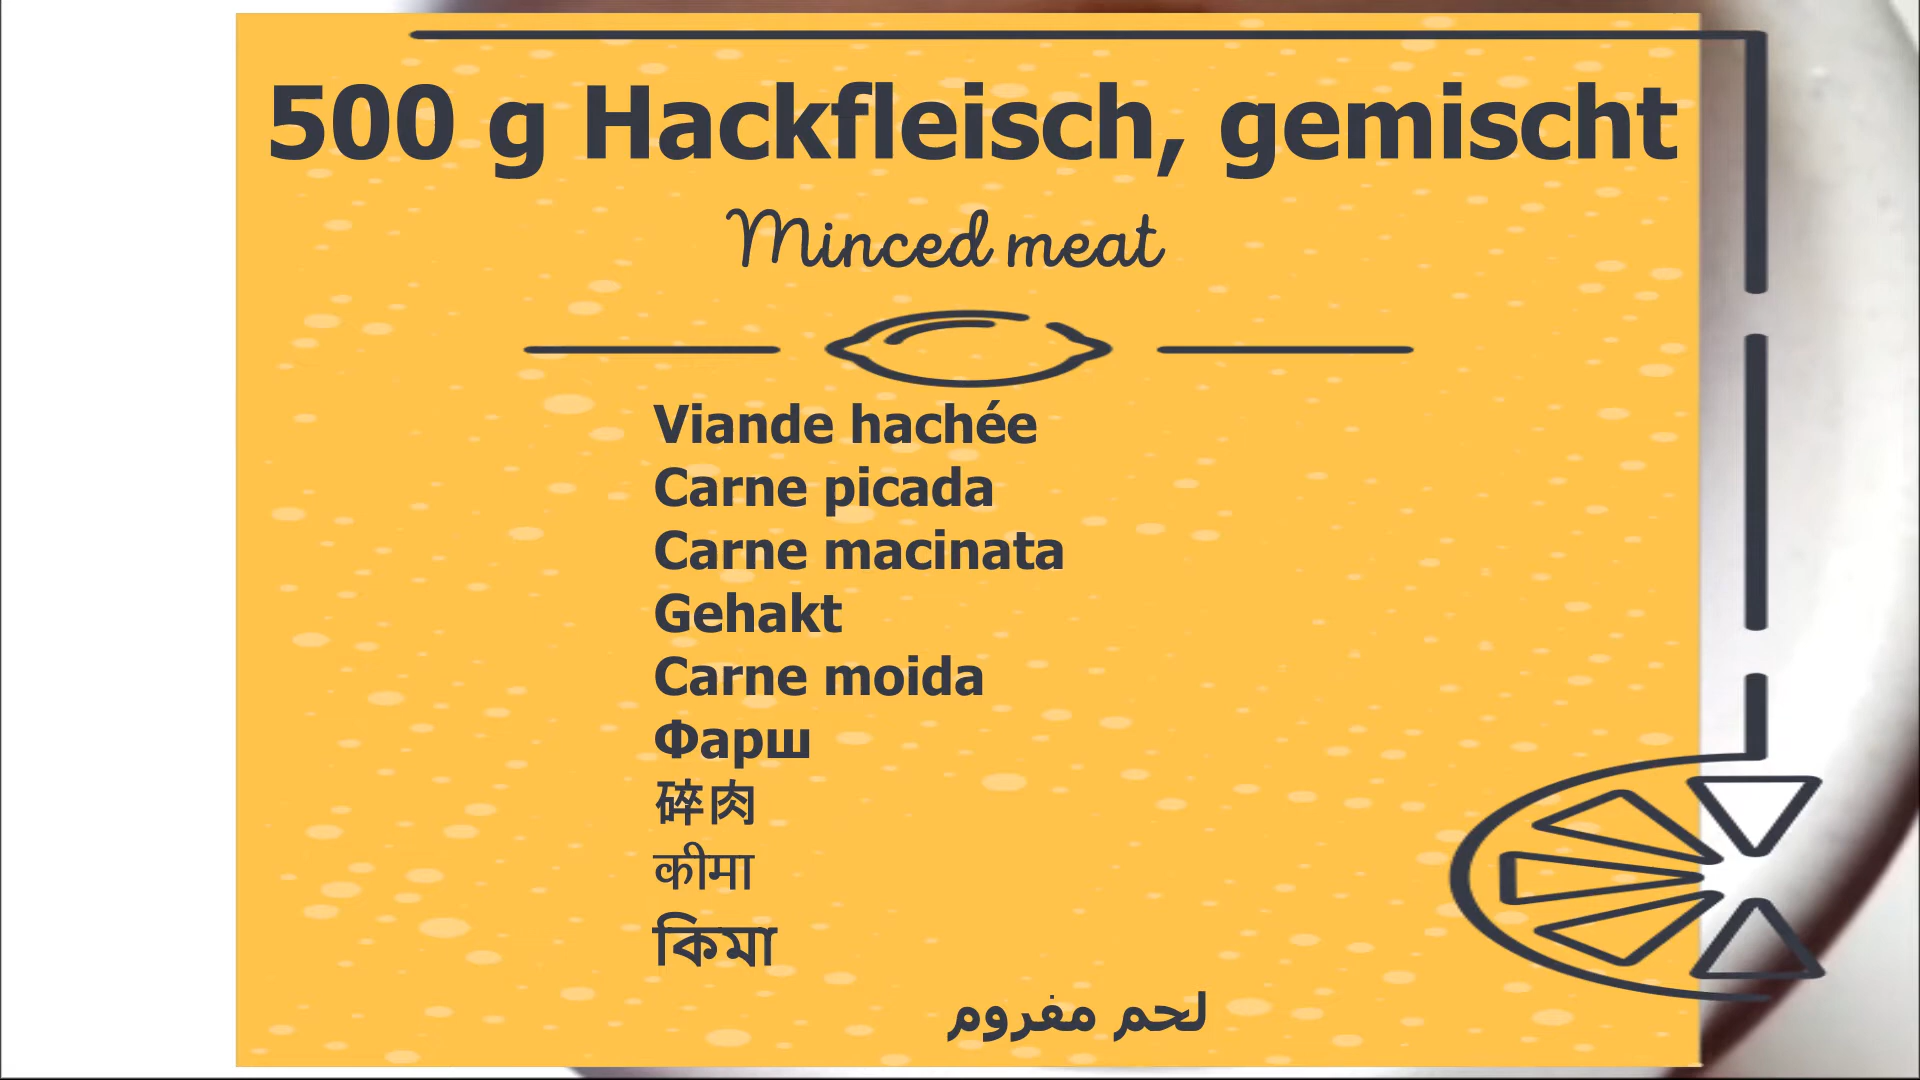 500 g Hackfleisch, gemischt
Minced meat
Viande hachée
Carne picada
Carne macinata
Gehakt
Carne moida
Фарш
碎肉
कीमा
কিমা
لحم مفروم